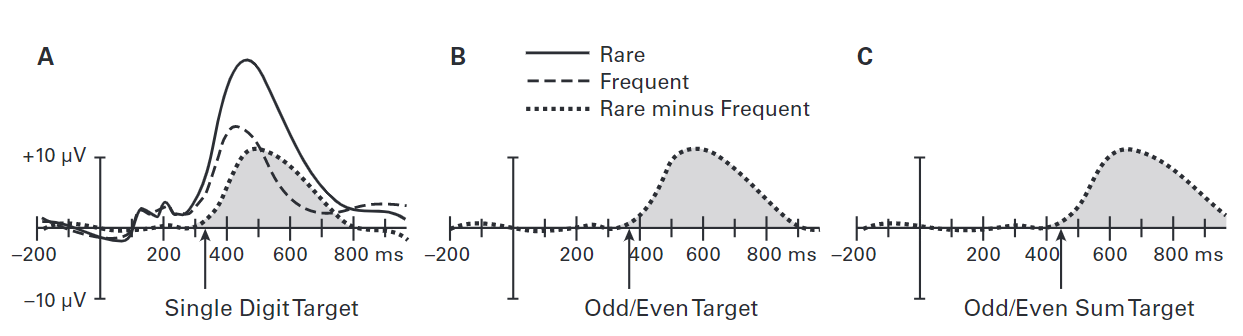 A
B
C
Rare
Frequent
Rare minus Frequent
+10 µV
−10 µV
−200 200 400 600 800 ms
Single Digit Target
−200 200 400 600 800 ms
Odd/Even Target
−200 200 400 600 800 ms
Odd/Even Sum Target